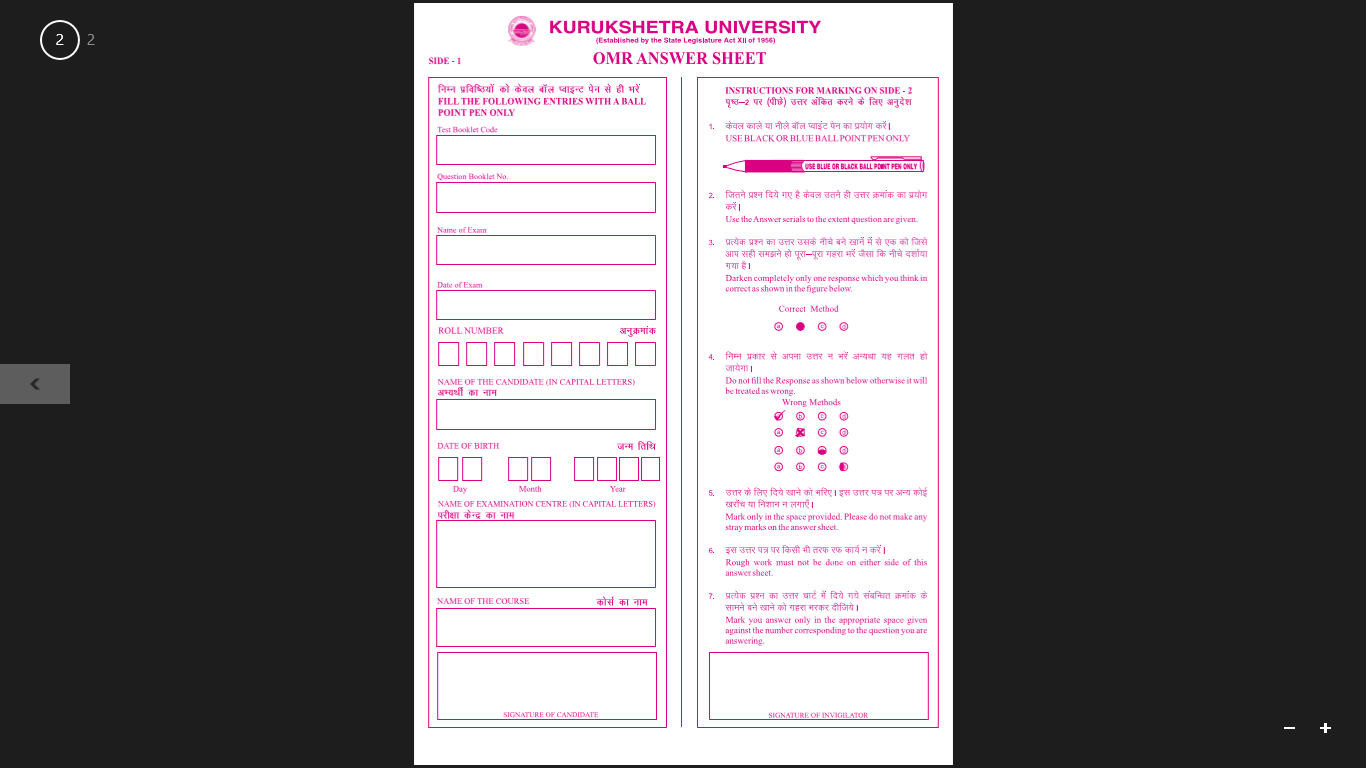 2 2
KURUKSHETRA UNIVERSITY
(Established by the State Legislature Act XII of 1956)
SIDE - 1
OMR ANSWER SHEET
निम्न प्रविष्ठियों को केवल बॉल प्वाइन्ट पेन से ही भरें
FILL THE FOLLOWING ENTRIES WITH A BALL
POINT PEN ONLY
Test Booklet Code
Question Booklet No.
Name of Exam
Date of Exam
ROLL NUMBER अनुक्रमांक
NAME OF THE CANDIDATE (IN CAPITAL LETTERS)
अभ्यर्थी का नाम
DATE OF BIRTH जन्म तिथि
Day Month Year
NAME OF EXAMINATION CENTRE (IN CAPITAL LETTERS)
परीक्षा केन्द्र का नाम
NAME OF THE COURSE कोर्स का नाम
SIGNATURE OF CANDIDATE
INSTRUCTIONS FOR MARKING ON SIDE - 2
पृष्ठ–2 पर (पीछे) उत्तर अंकित करने के लिए अनुदेश
1. केवल काले या नीले बॉल प्वाइंट पेन का प्रयोग करें।
USE BLACK OR BLUE BALL POINT PEN ONLY
USE BLUE OR BLACK BALL POINT PEN ONLY
2. जितने प्रश्न दिये गए है केवल उतने ही उत्तर क्रमांक का प्रयोग
करें।
Use the Answer serials to the extent question are given.
3. प्रत्येक प्रश्न का उत्तर उसके नीचे बने खानें में से एक को जिसे
आप सही समझने हो पूरा–पूरा गहरा भरें जैसा कि नीचे दर्शाया
गया है।
Darken completely only one response which you think in
correct as shown in the figure below.
Correct Method
a c d
4. निम्न प्रकार से अपना उत्तर न भरें अन्यथा यह गलत हो
जायेगा।
Do not fill the Response as shown below otherwise it will
be treated as wrong.
Wrong Methods
b c d
a c d
a b d
a b c
5. उत्तर के लिए दिये खाने को भरिए। इस उत्तर पत्र पर अन्य कोई
खरोंच या निशान न लगाएँ।
Mark only in the space provided. Please do not make any
stray marks on the answer sheet.
6. इस उत्तर पत्र पर किसी भी तरफ रफ कार्य न करें।
Rough work must not be done on either side of this
answer sheet.
7. प्रत्येक प्रश्न का उत्तर चार्ट में दिये गये संबन्धित क्रमांक के
सामने बने खाने को गहरा भरकर दीजिये।
Mark you answer only in the appropriate space given
against the number corresponding to the question you are
answering.
SIGNATURE OF INVIGILATOR